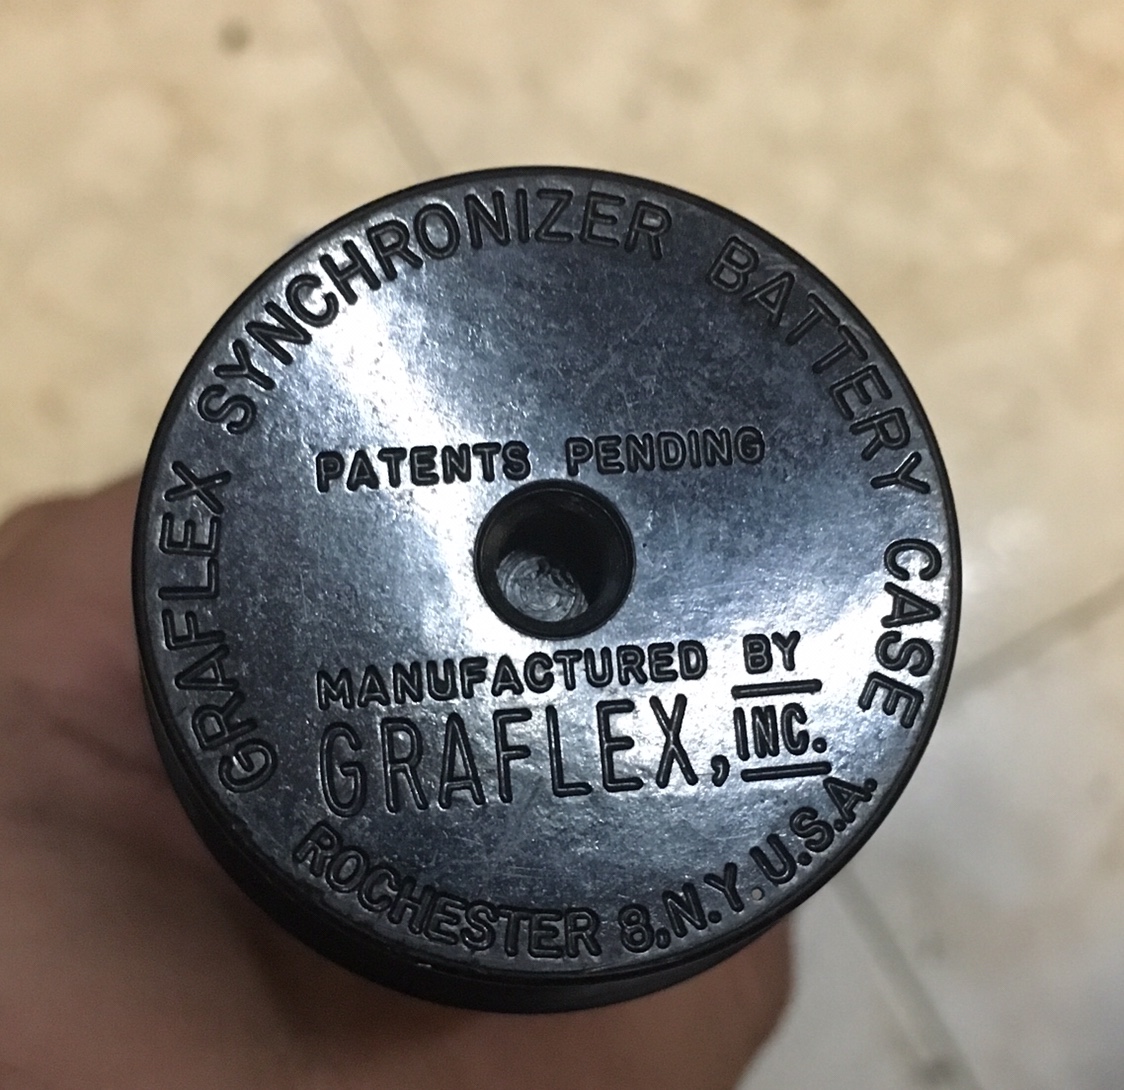 GRAFLEX SYNCHRONIZER BATTERY CASE
PATENTS PENDING
MANUFACTURED BY
GRAFLEX, INC.
ROCHESTER 8, N.Y. U.S.A.